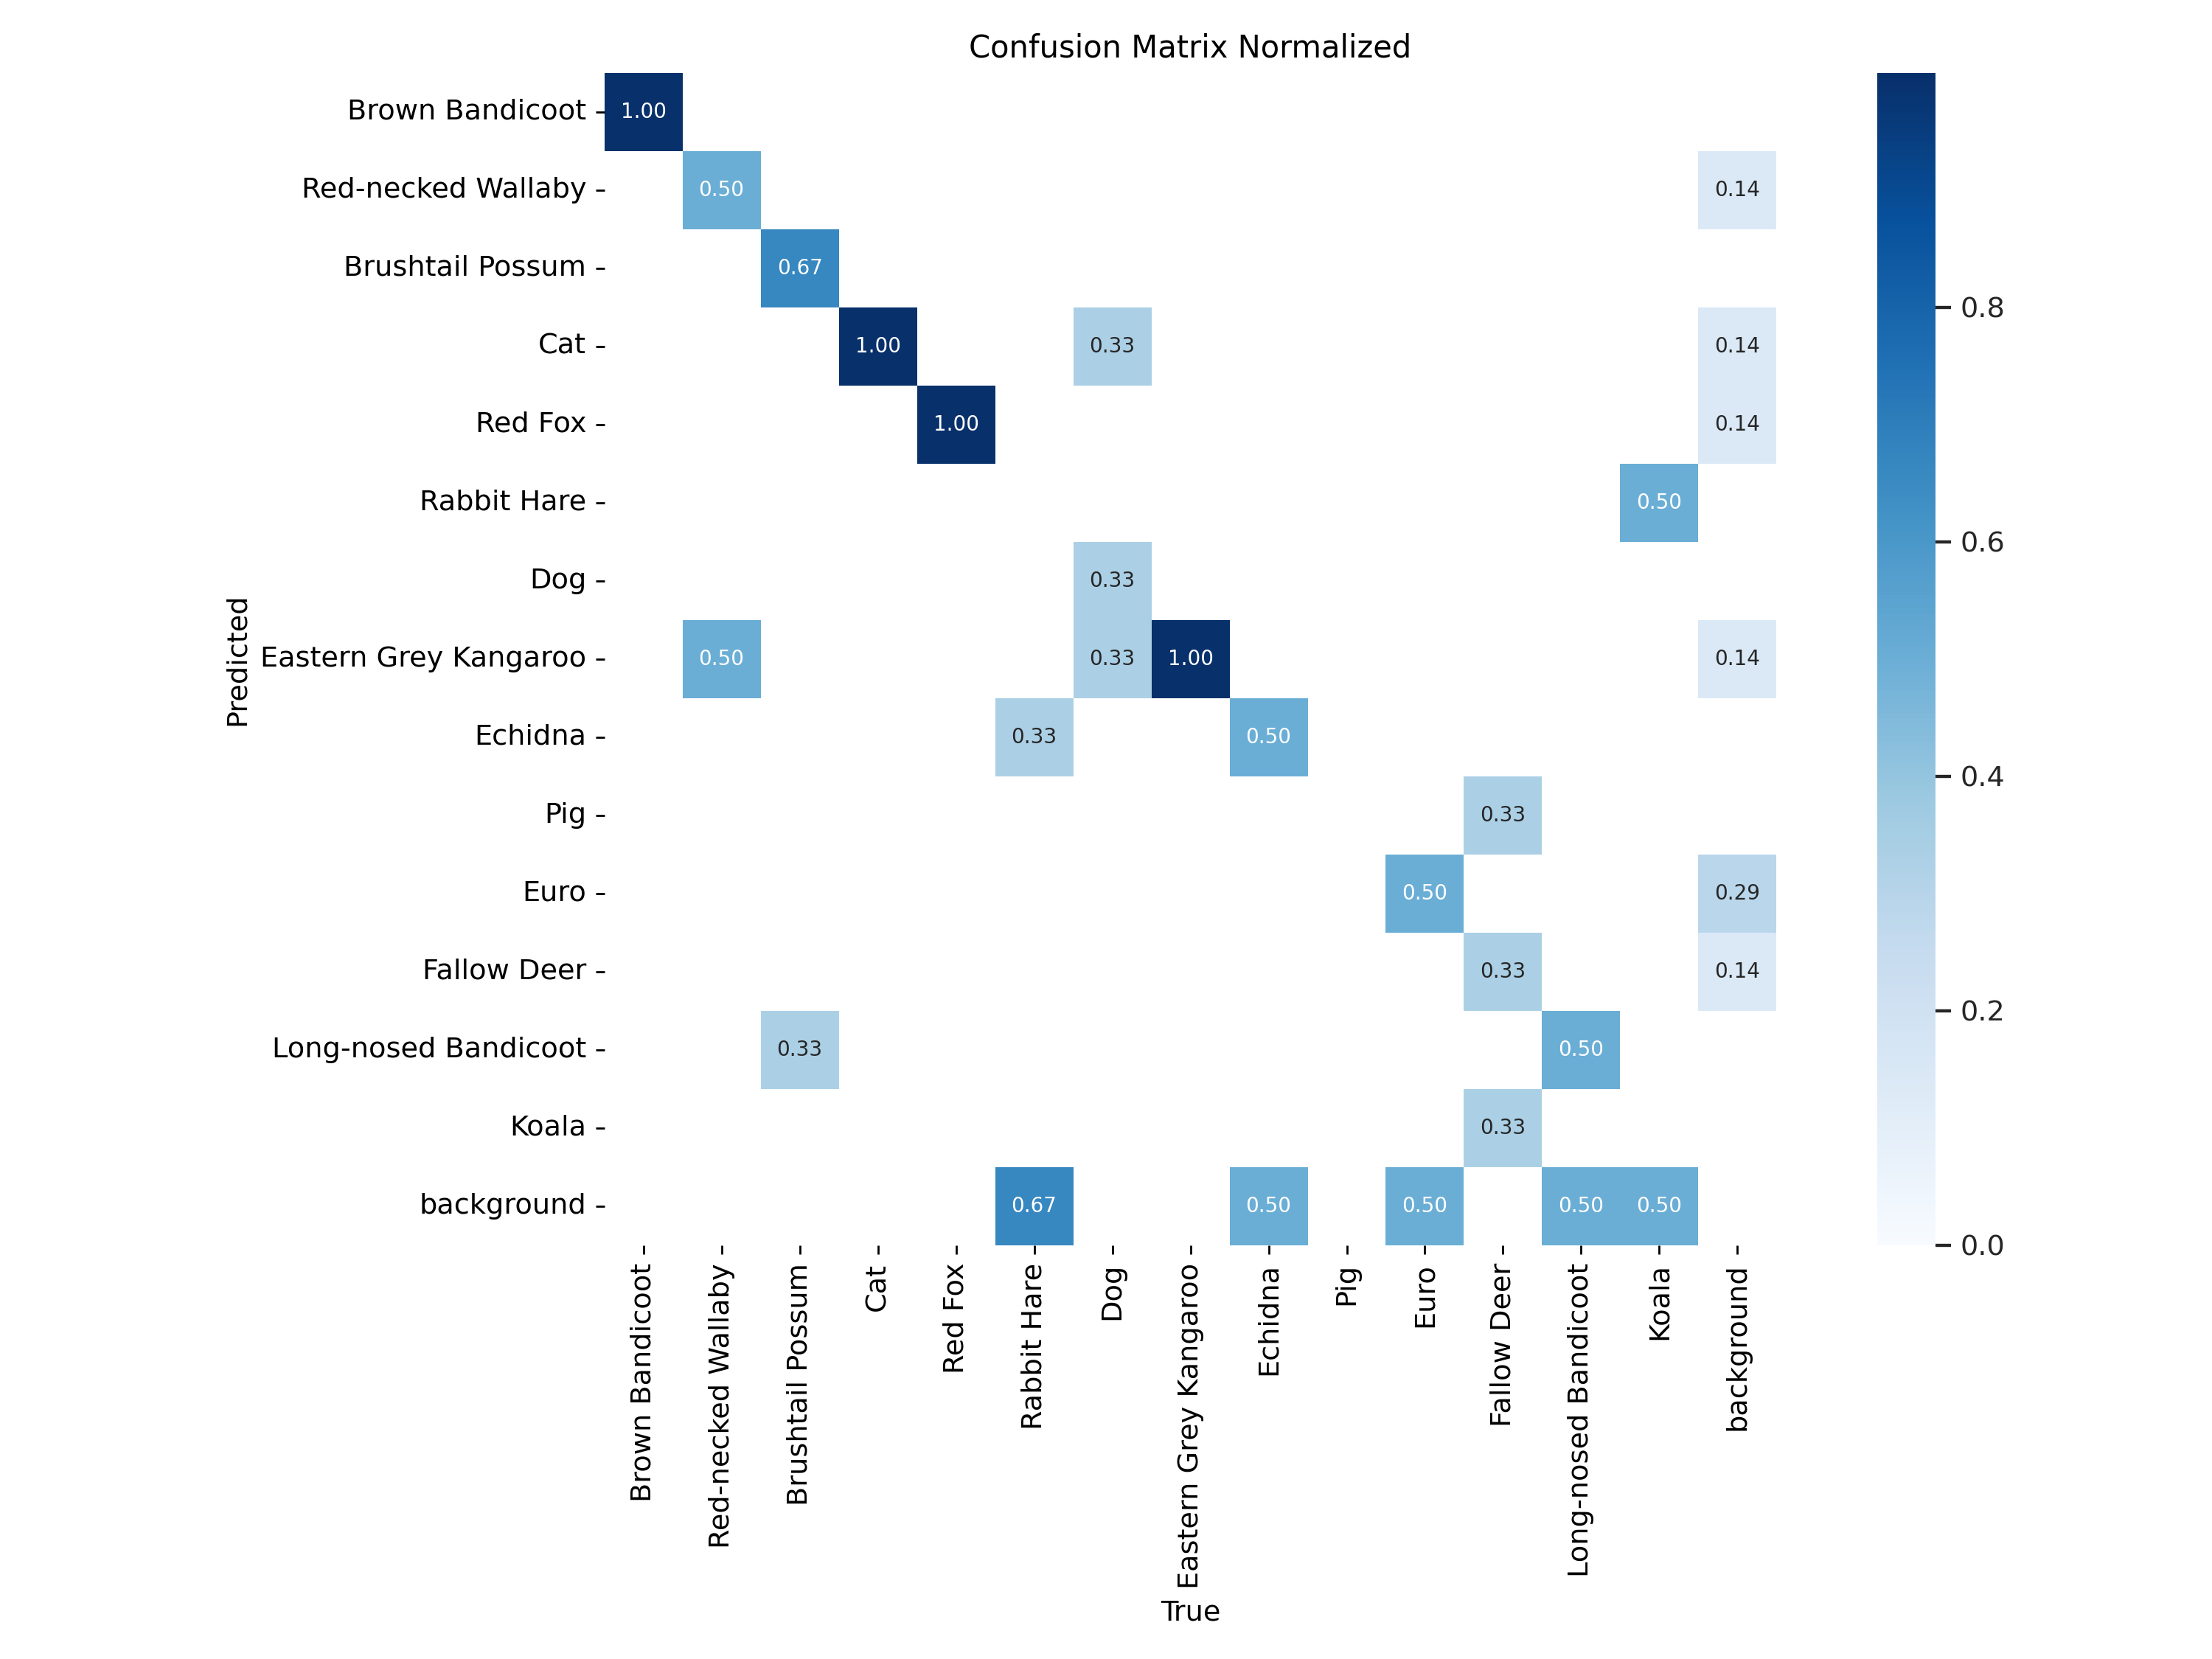 Confusion Matrix Normalized
Brown Bandicoot
1.00
Red-necked Wallaby
0.50
0.14
Brushtail Possum
0.67
Cat
1.00
0.33
0.14
0.8
Red Fox
1.00
0.14
Rabbit Hare
0.50
0.6
Dog
0.33
Predicted
Eastern Grey Kangaroo
0.50
0.33
1.00
0.14
Echidna
0.33
0.50
0.4
Pig
0.33
Euro
0.50
0.29
Fallow Deer
0.33
0.14
0.2
Long-nosed Bandicoot
0.33
0.50
Koala
0.33
background
0.67
0.50
0.50
0.50
0.50
0.0
Brown Bandicoot
Red-necked Wallaby
Brushtail Possum
Cat
Red Fox
Rabbit Hare
Dog
Eastern Grey Kangaroo
Echidna
Pig
Euro
Fallow Deer
Long-nosed Bandicoot
Koala
background
True